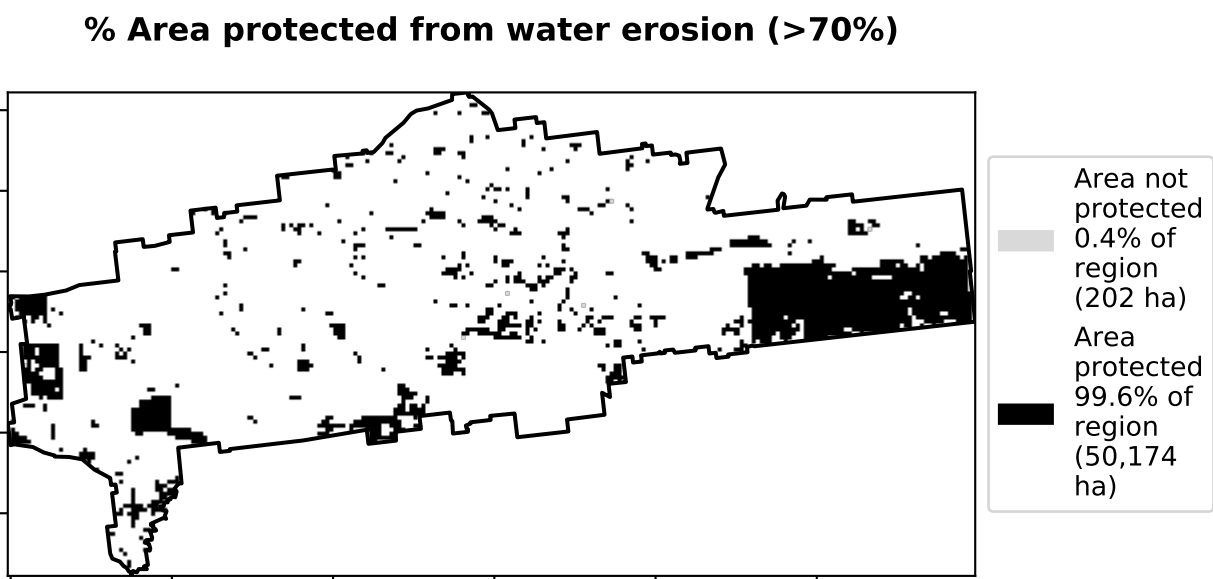 % Area protected from water erosion (>70%)
Area not
protected
0.4% of
region
(202 ha)
Area
protected
99.6% of
region
(50,174
ha)